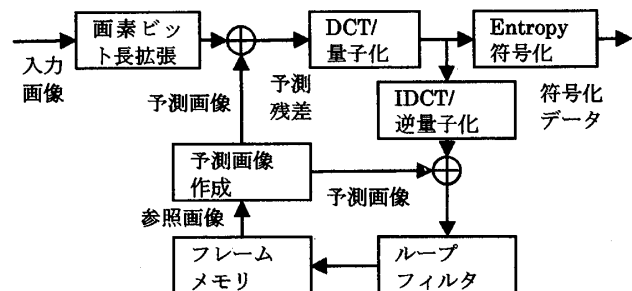 画素ビッ
ト長拡張
DCT/
量子化
Entropy
符号化
入力
画像
予測画像
予測
残差
IDCT/
逆量子化
符号化
データ
予測画像
作成
予測画像
参照画像
フレーム
メモリ
ループ
フィルタ